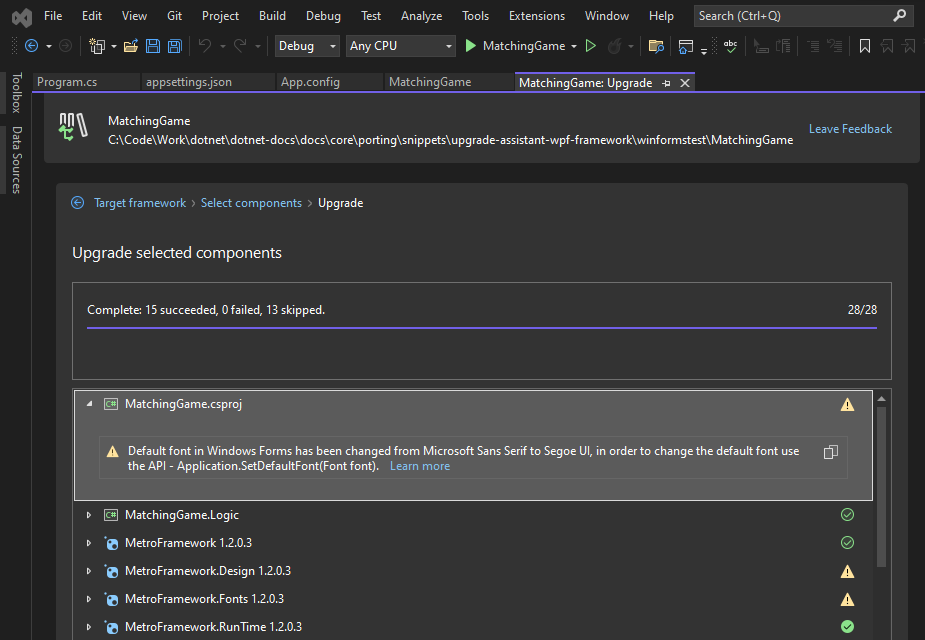 File Edit View Git Project Build Debug Test Analyze Tools Extensions Window Help Search (Ctrl+Q)
Debug Any CPU MatchingGame abc
Toolbox
Data Sources
Program.cs appsettings.json App.config MatchingGame MatchingGame: Upgrade
MatchingGame
C:\Code\Work\dotnet\dotnet-docs\docs\core\porting\snippets\upgrade-assistant-wpf-framework\winformstest\MatchingGame
Leave Feedback
Target framework > Select components > Upgrade
Upgrade selected components
Complete: 15 succeeded, 0 failed, 13 skipped. 28/28
C# MatchingGame.csproj
Default font in Windows Forms has been changed from Microsoft Sans Serif to Segoe UI, in order to change the default font use
the API - Application.SetDefaultFont(Font font). Learn more
C# MatchingGame.Logic
MetroFramework 1.2.0.3
MetroFramework.Design 1.2.0.3
MetroFramework.Fonts 1.2.0.3
MetroFramework.RunTime 1.2.0.3